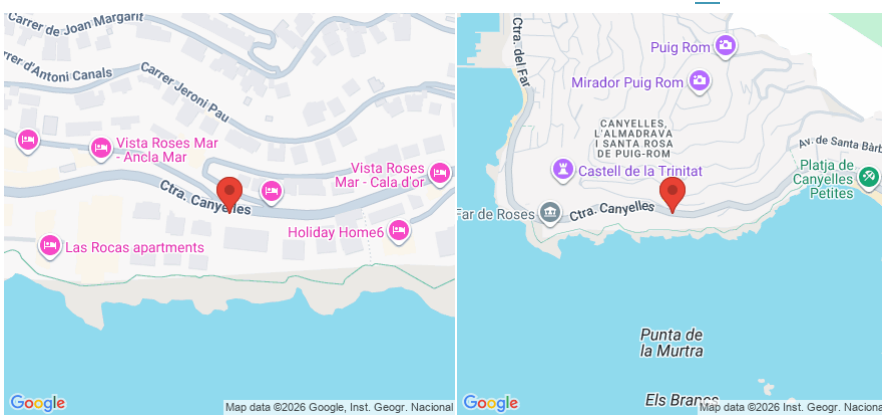 Carrer de Joan Margarit
Carrer d'Antoni Canals
Carrer Jeroni Pau
Vista Roses Mar
- Ancla Mar
Vista Roses
Mar - Cala d'or
Ctra. Canyelles
Holiday Home6
Las Rocas apartments
Google
Map data ©2026 Google, Inst. Geogr. Nacional
Ctra. del Far
Puig Rom
Mirador Puig Rom
CANYELLES,
L'ALMADRAVA
I SANTA ROSA
DE PUIG-ROM
Av. de Santa Bàrb
Castell de la Trinitat
Platja de
Canyelles
Petites
Far de Roses
Ctra. Canyelles
Punta de
la Murtra
Els Brancs
Google
Map data ©2026 Google, Inst. Geogr. Naciona